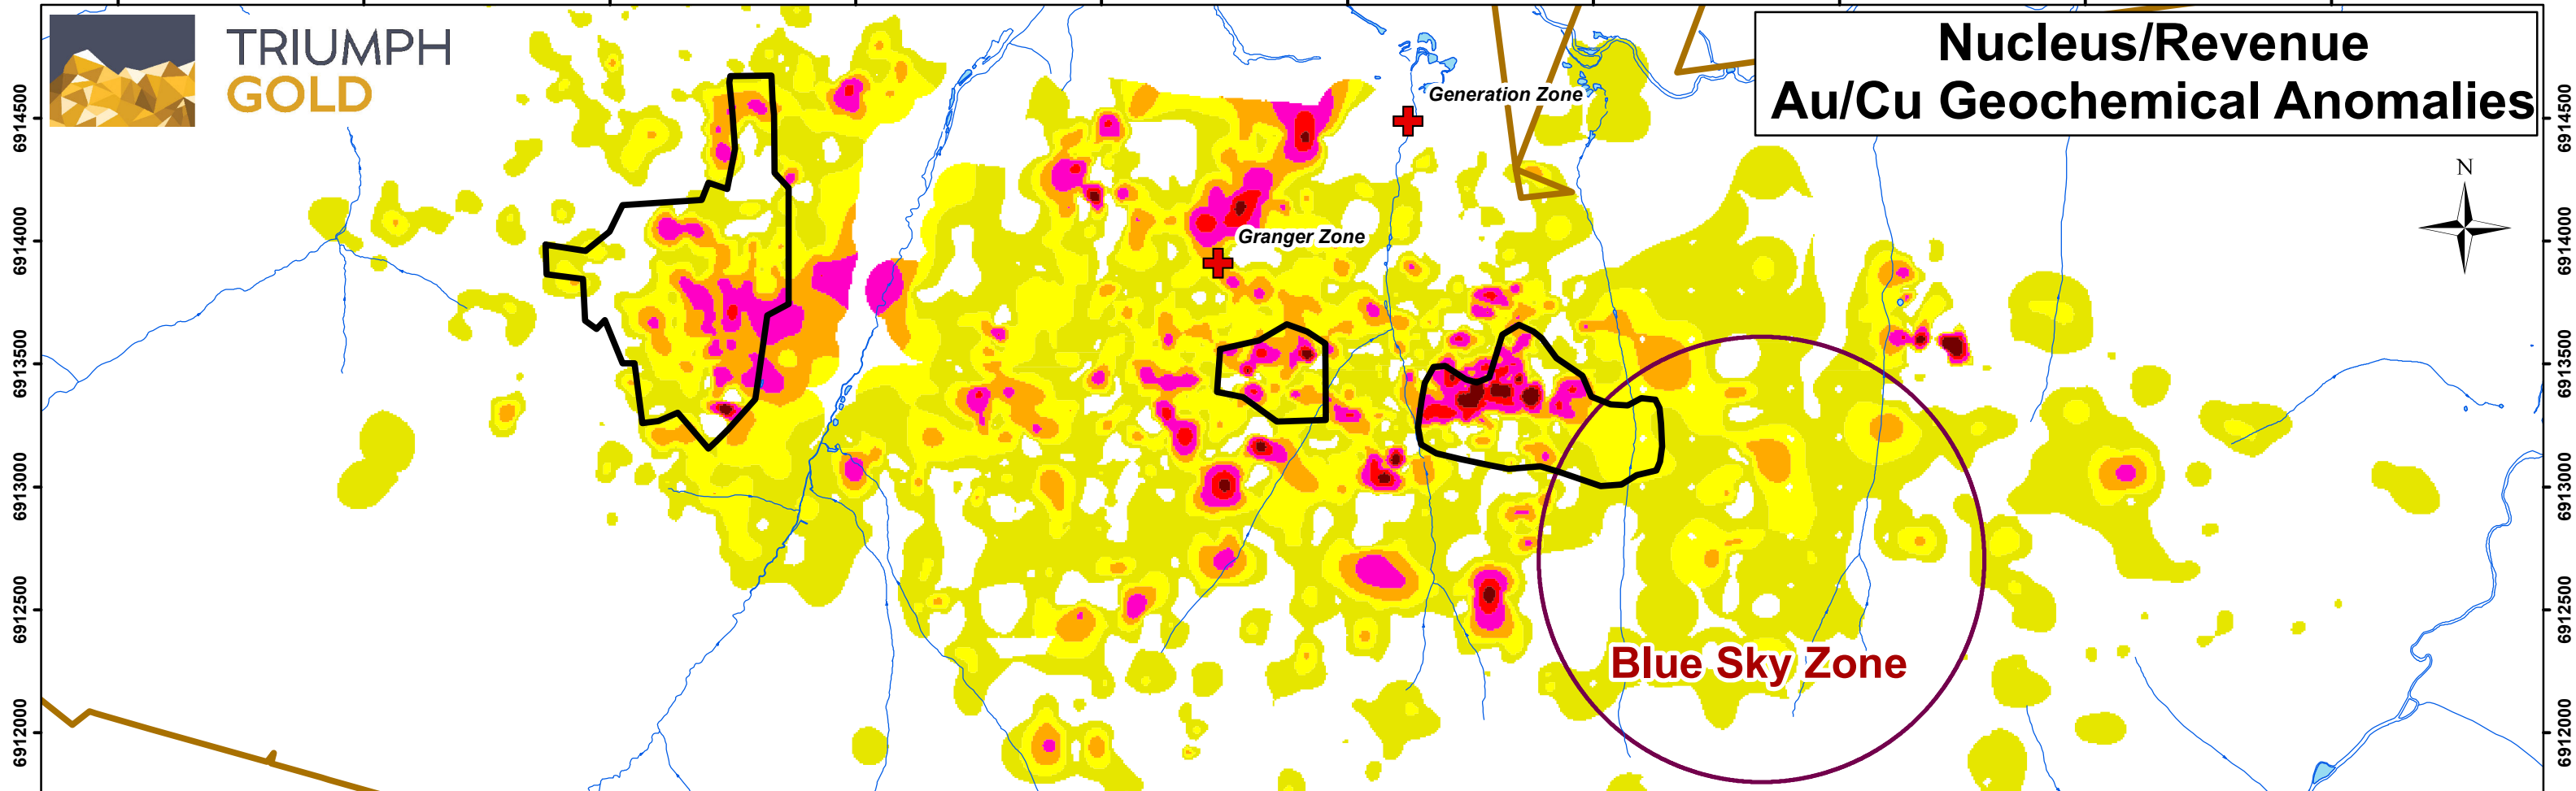 TRIUMPH
GOLD
Nucleus/Revenue
Au/Cu Geochemical Anomalies
Generation Zone
N
Granger Zone
Blue Sky Zone
6914500
6914000
6913500
6913000
6912500
6912000
6914500
6914000
6913500
6913000
6912500
6912000